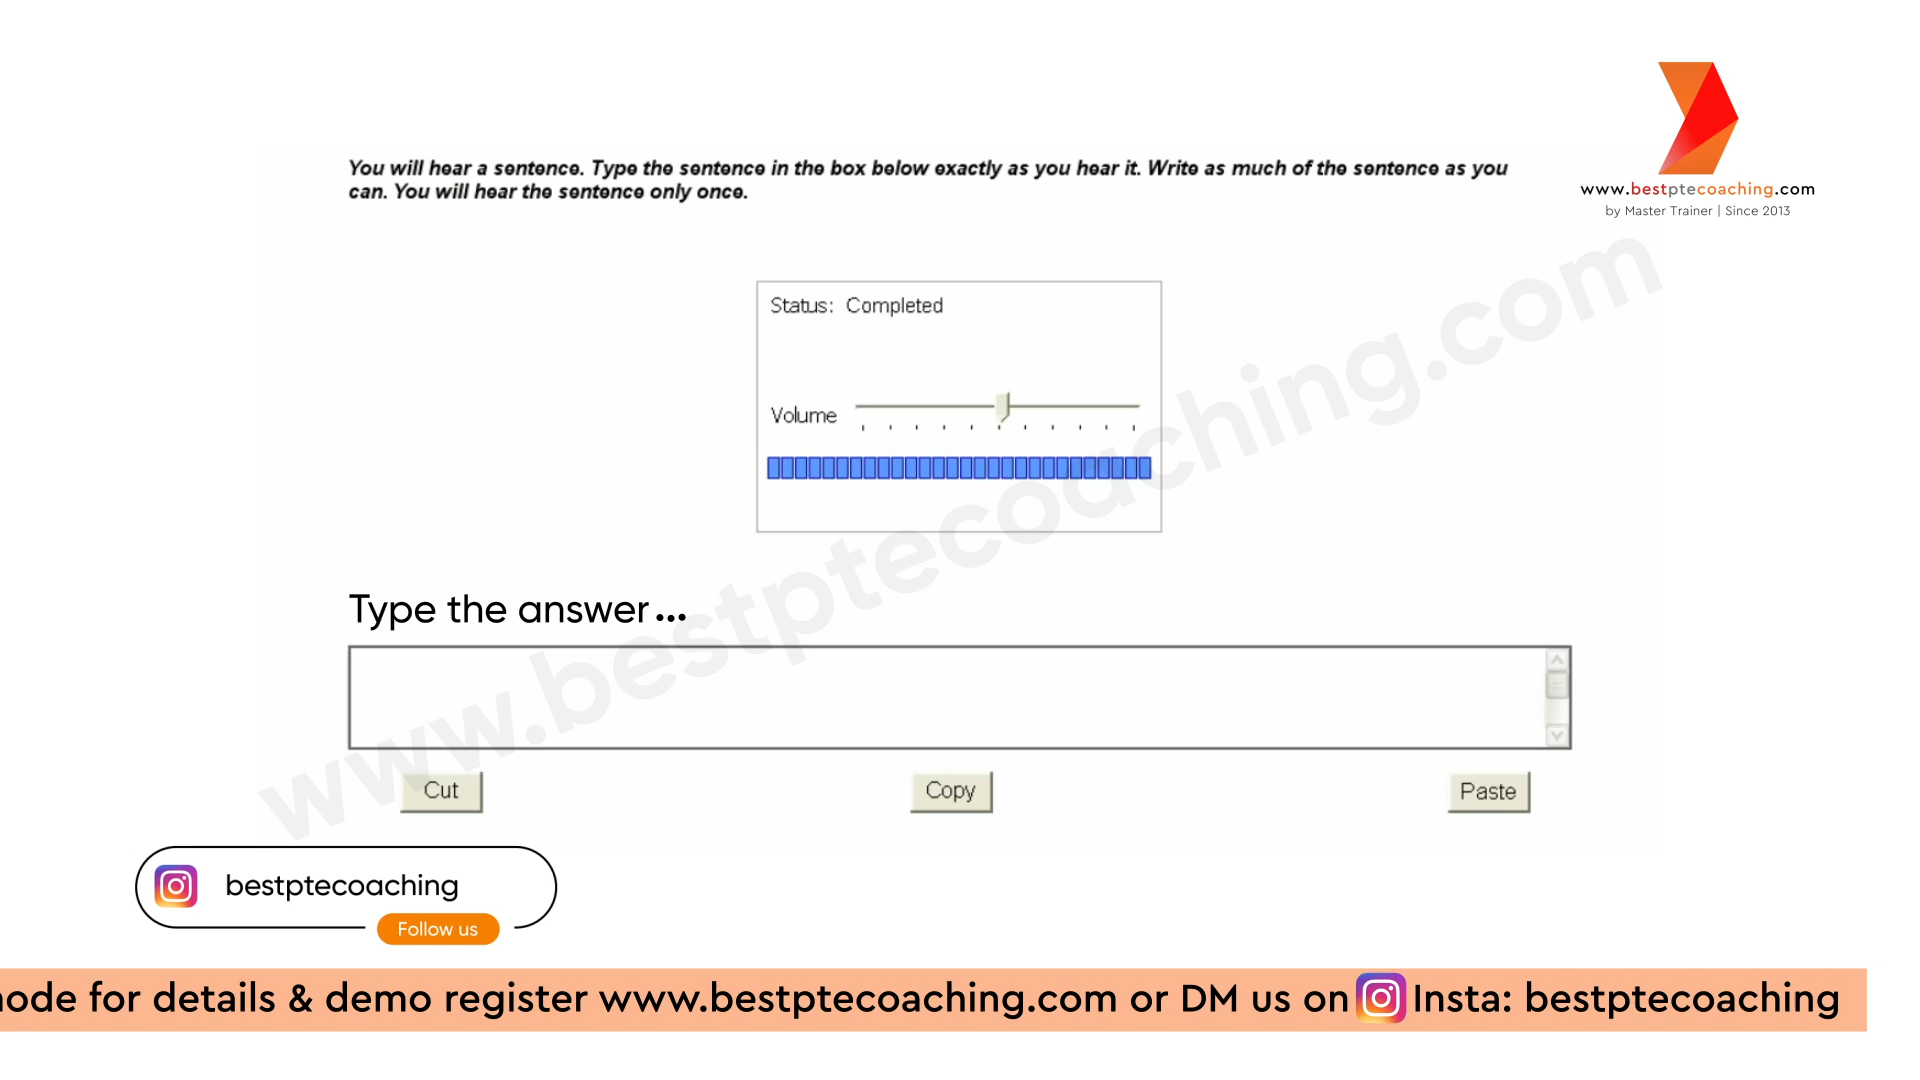 You will hear a sentence. Type the sentence in the box below exactly as you hear it. Write as much of the sentence as you
can. You will hear the sentence only once.
www.bestptecoaching.com
by Master Trainer | Since 2013
Status: Completed
Volume
www.bestptecoaching.com
Type the answer...
Cut
Copy
Paste
bestptecoaching
Follow us
for details & demo register www.bestptecoaching.com or DM us on Insta: bestptecoaching